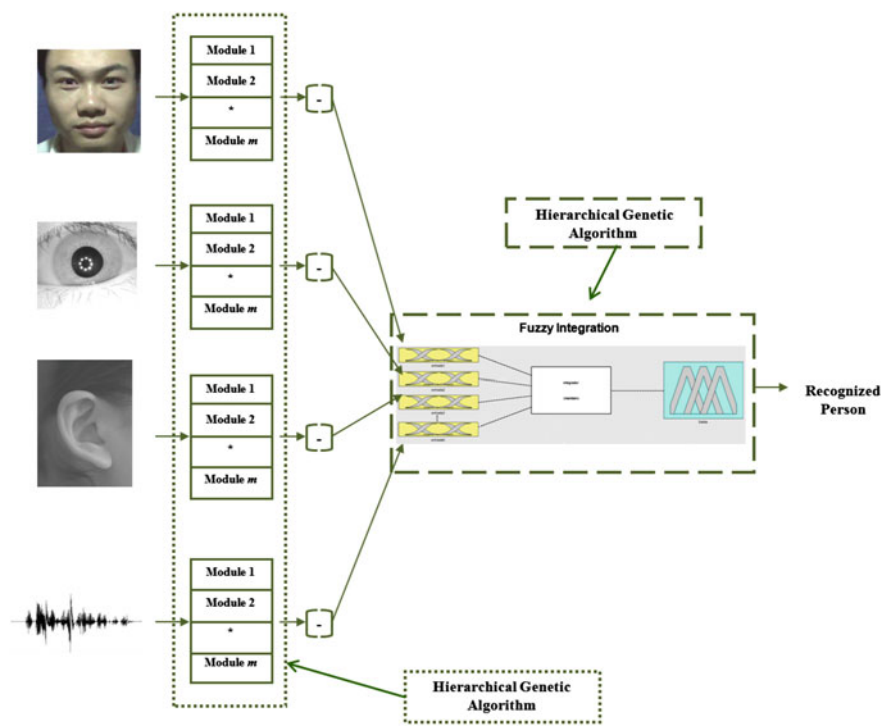 Module 1
Module 2
*
Module m
-
Module 1
Module 2
*
Module m
-
Module 1
Module 2
*
Module m
-
Module 1
Module 2
*
Module m
-
Hierarchical Genetic
Algorithm
Fuzzy Integration
Recognized
Person
Hierarchical Genetic
Algorithm